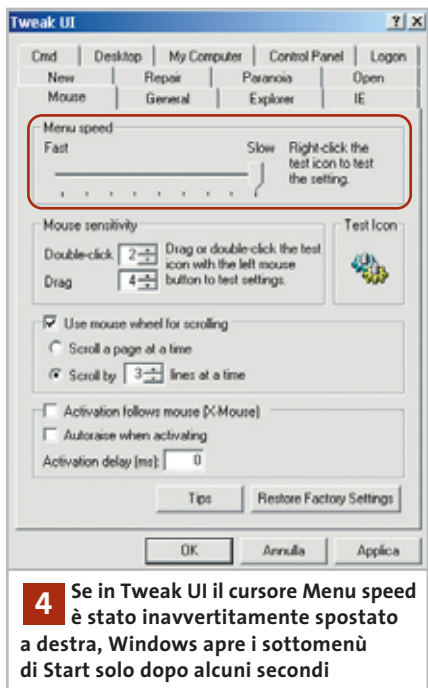 Tweak UI
Cmd Desktop My Computer Control Panel Logon
New Repair Paranoia Open
Mouse General Explorer IE
Menu speed
Fast Slow Right-click the
test icon to test
the setting.
Mouse sensitivity
Double-click 2 Drag or double-click the test
icon with the left mouse
Drag 4 button to test settings.
Test Icon
Use mouse wheel for scrolling
Scroll a page at a time
Scroll by 3 lines at a time
Activation follows mouse (X-Mouse)
Autoraise when activating
Activation delay (ms): 0
Tips Restore Factory Settings
OK Annulla Applica
4 Se in Tweak UI il cursore Menu speed
è stato inavvertitamente spostato
a destra, Windows apre i sottomenù
di Start solo dopo alcuni secondi